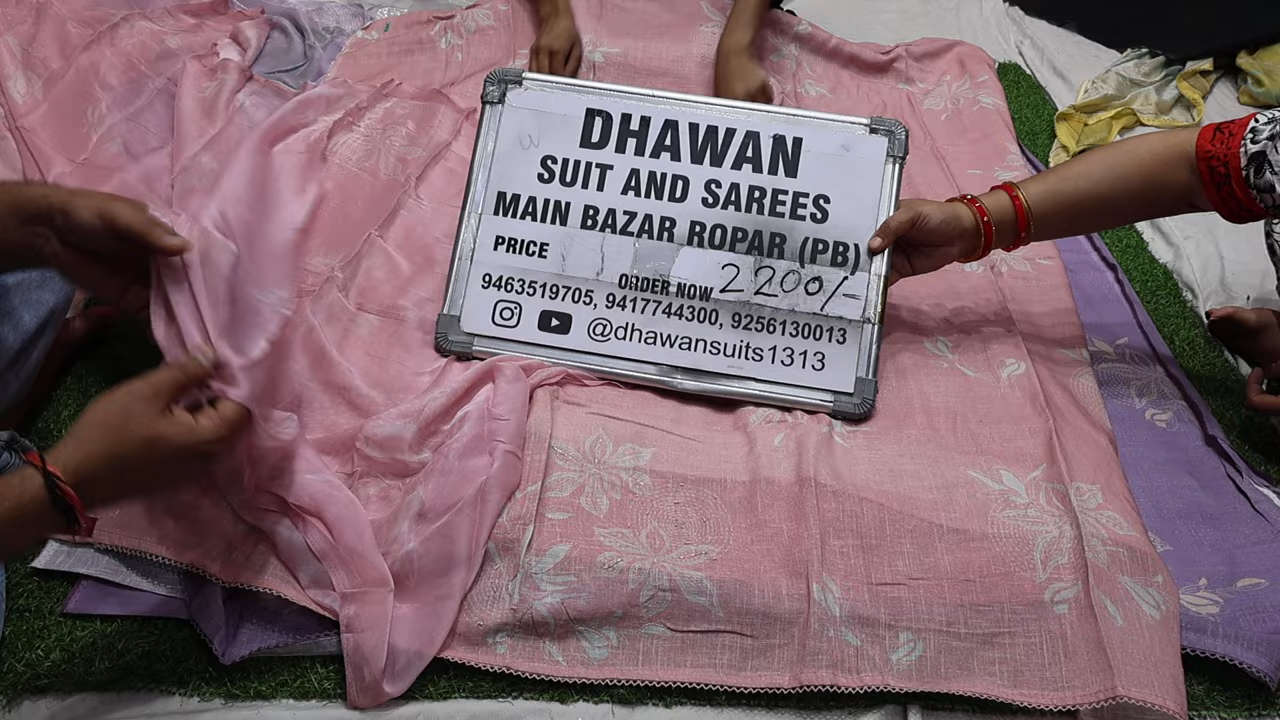 DHAWAN
SUIT AND SAREES
MAIN BAZAR ROPAR (PB)
PRICE 2200/-
ORDER NOW
9463519705, 9417744300, 9256130013
@dhawansuits1313